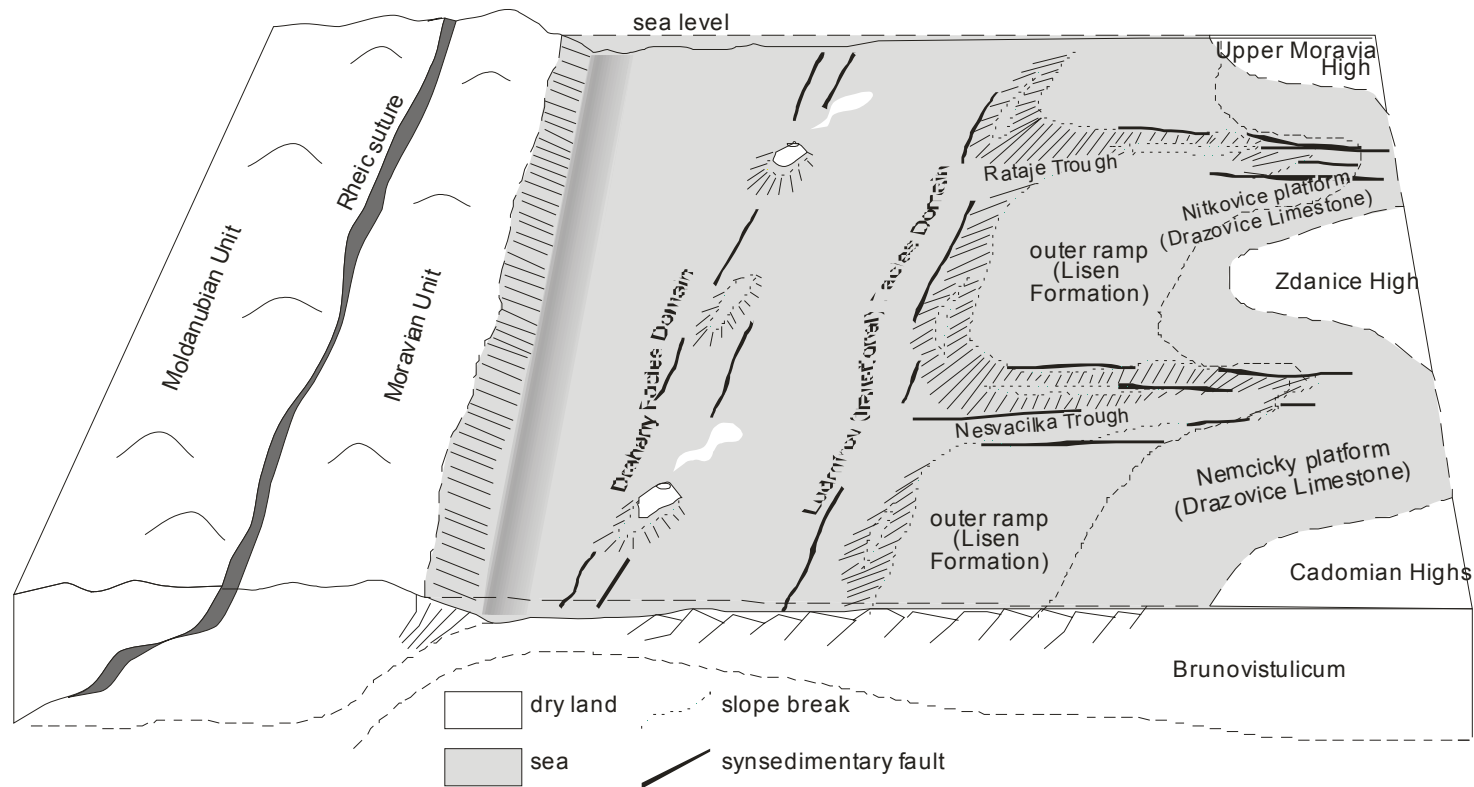 sea level
Upper Moravia
High
Rheic suture
Rataje Trough
Nitkovice platform
(Drazovice Limestone)
Moldanubian Unit
Moravian Unit
Drahany Facies Domain
Facies Domain
outer ramp
(Lisen
Formation)
Zdanice High
Nesvacilka Trough
Nemcicky platform
(Drazovice Limestone)
outer ramp
(Lisen
Formation)
Cadomian Highs
Brunovistulicum
dry land
slope break
sea
synsedimentary fault